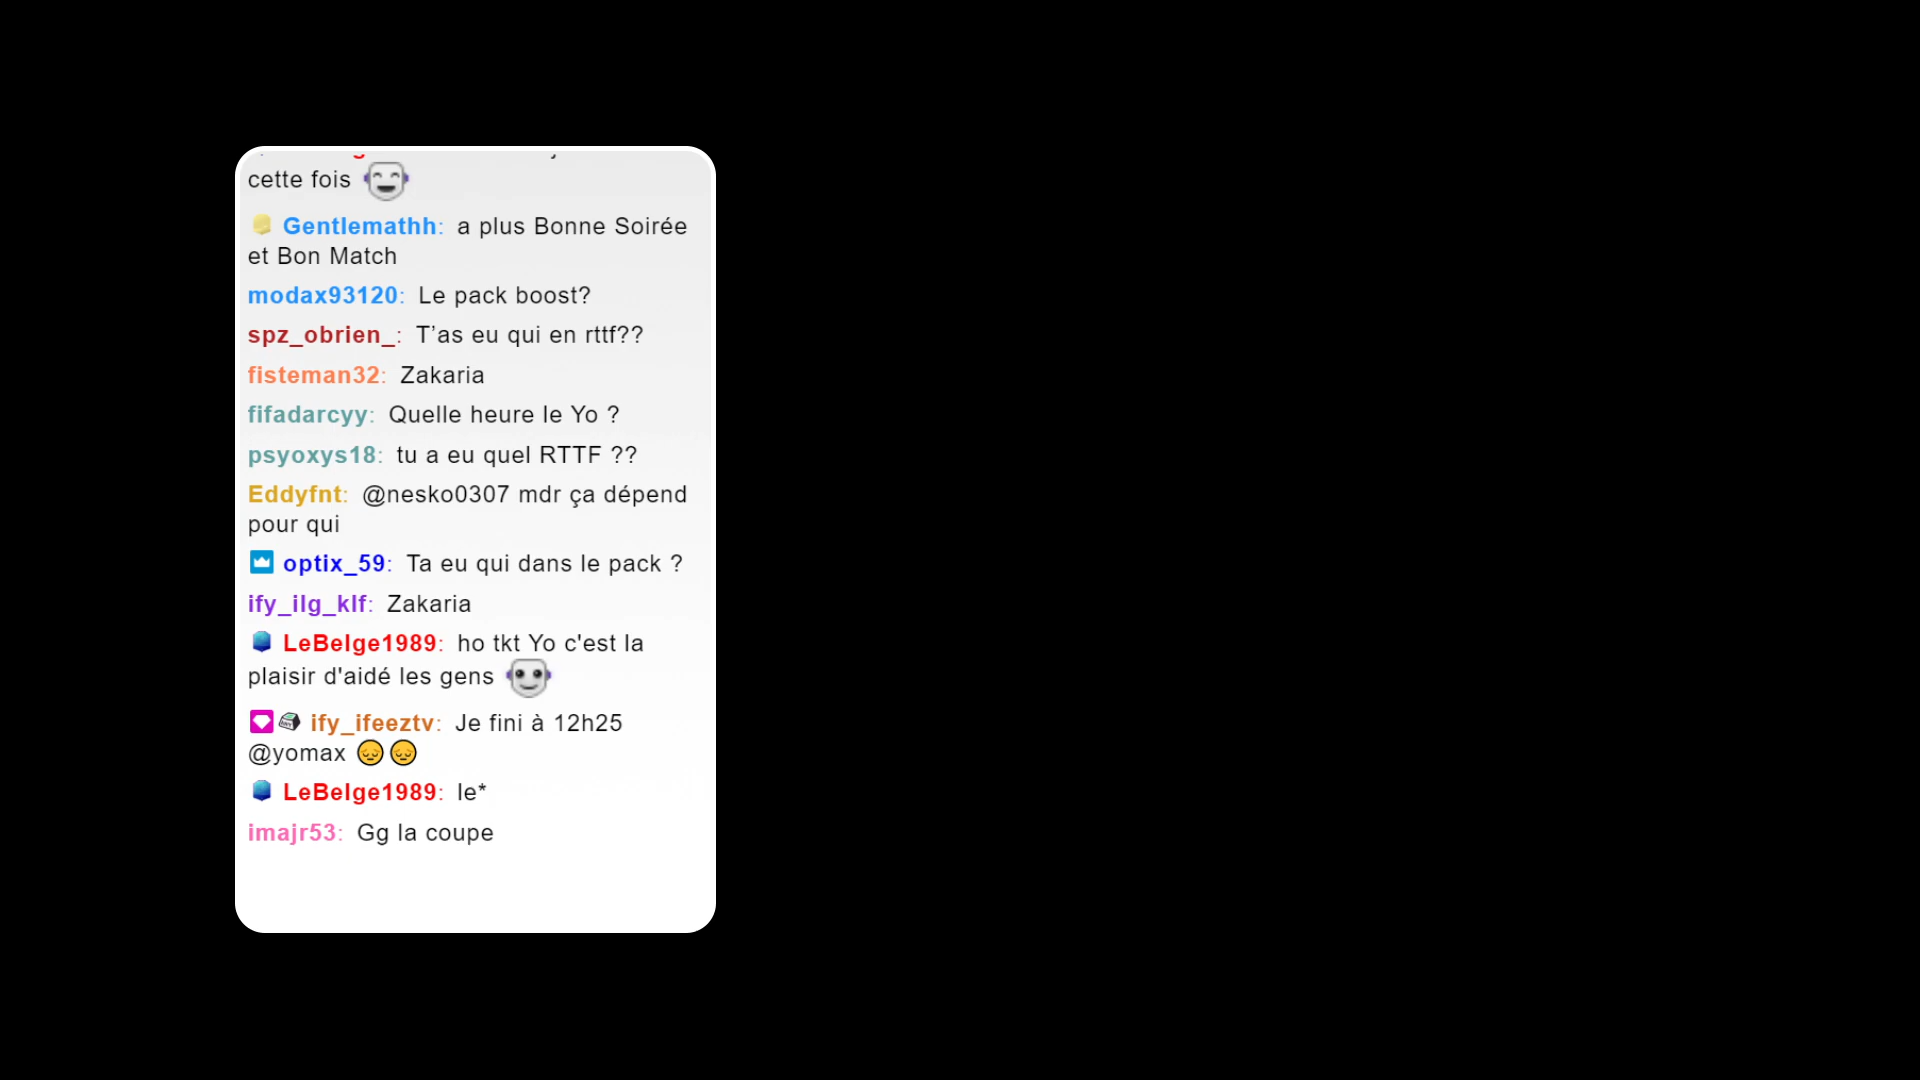 cette fois
Gentlemathh: a plus Bonne Soirée
et Bon Match
modax93120: Le pack boost?
spz_obrien_: T’as eu qui en rttf??
fisteman32: Zakaria
fifadarcyy: Quelle heure le Yo ?
psyoxys18: tu a eu quel RTTF ??
Eddyfnt: @nesko0307 mdr ça dépend
pour qui
optix_59: Ta eu qui dans le pack ?
ify_ilg_klf: Zakaria
LeBelge1989: ho tkt Yo c'est la
plaisir d'aidé les gens
ify_ifeeztv: Je fini à 12h25
@yomax 😔😔
LeBelge1989: le*
imajr53: Gg la coupe